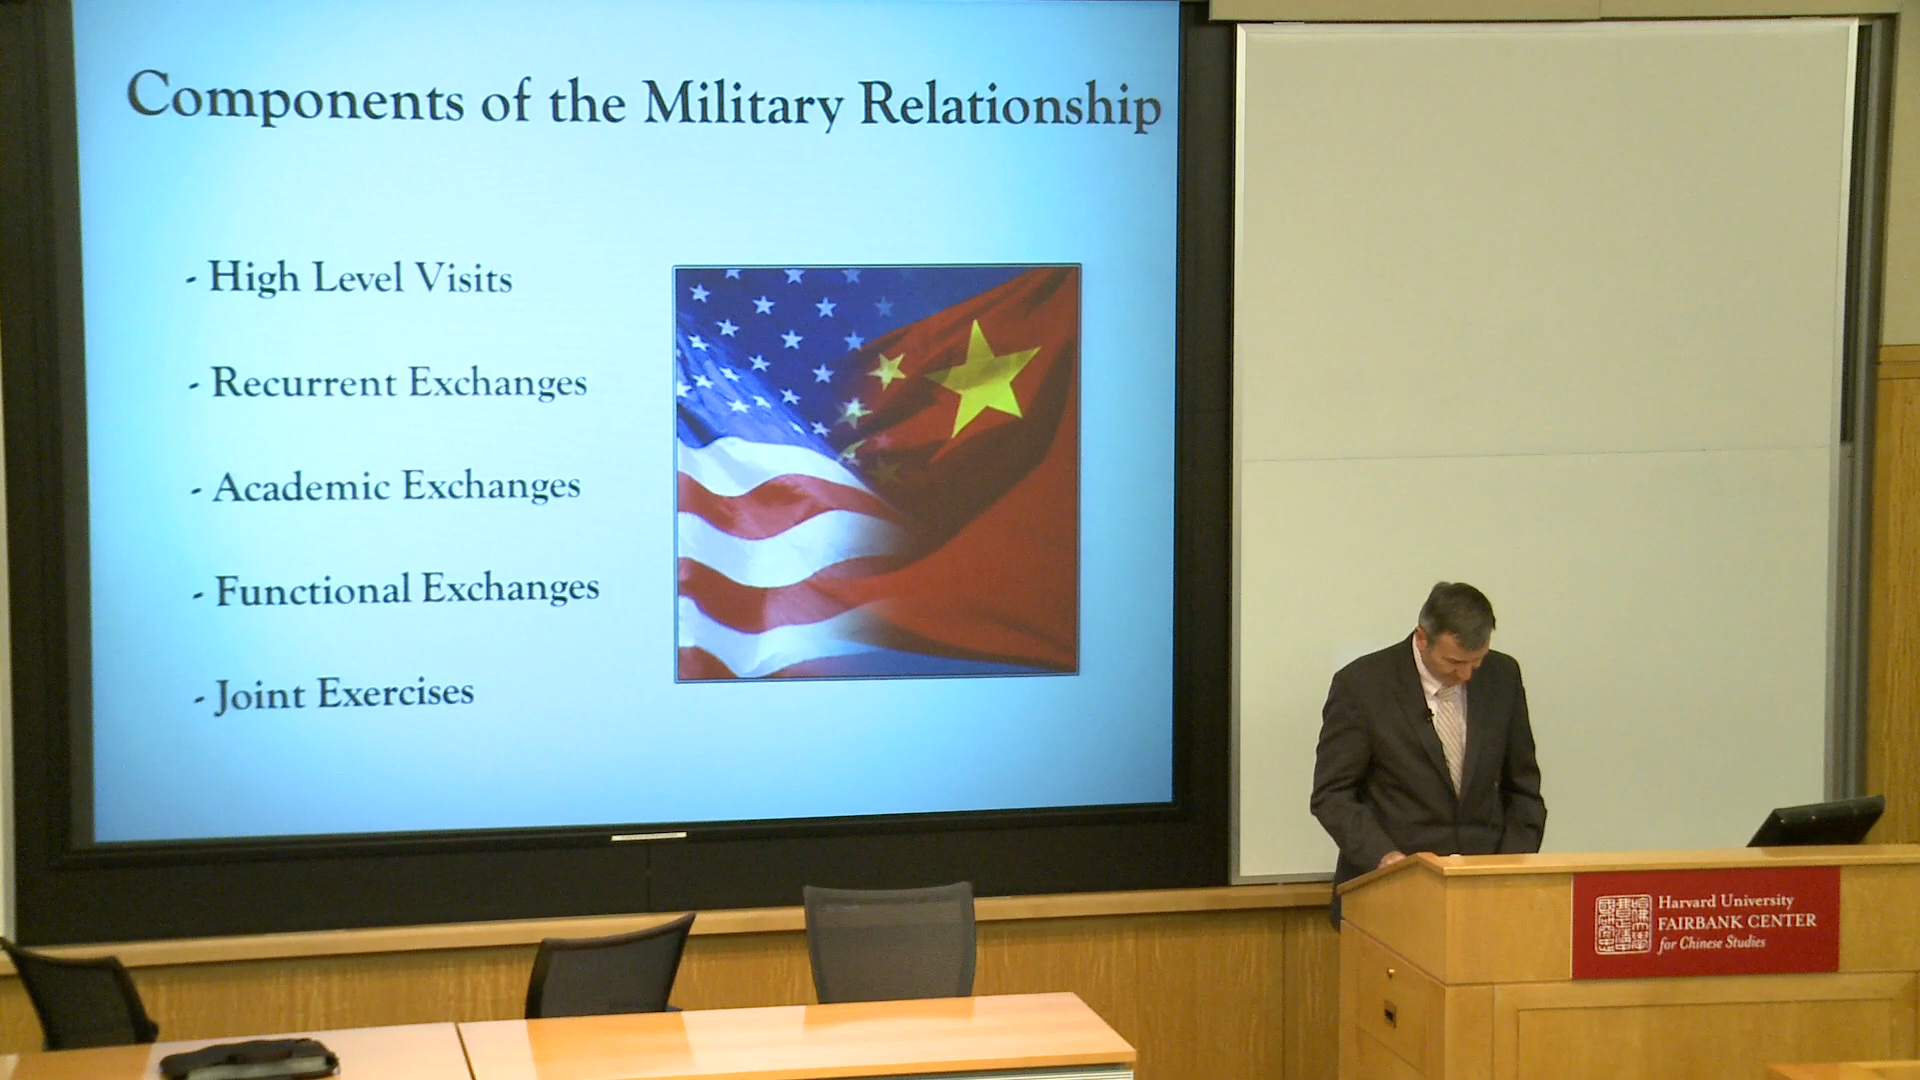 Components of the Military Relationship
- High Level Visits
- Recurrent Exchanges
- Academic Exchanges
- Functional Exchanges
- Joint Exercises
Harvard University
FAIRBANK CENTER
for Chinese Studies